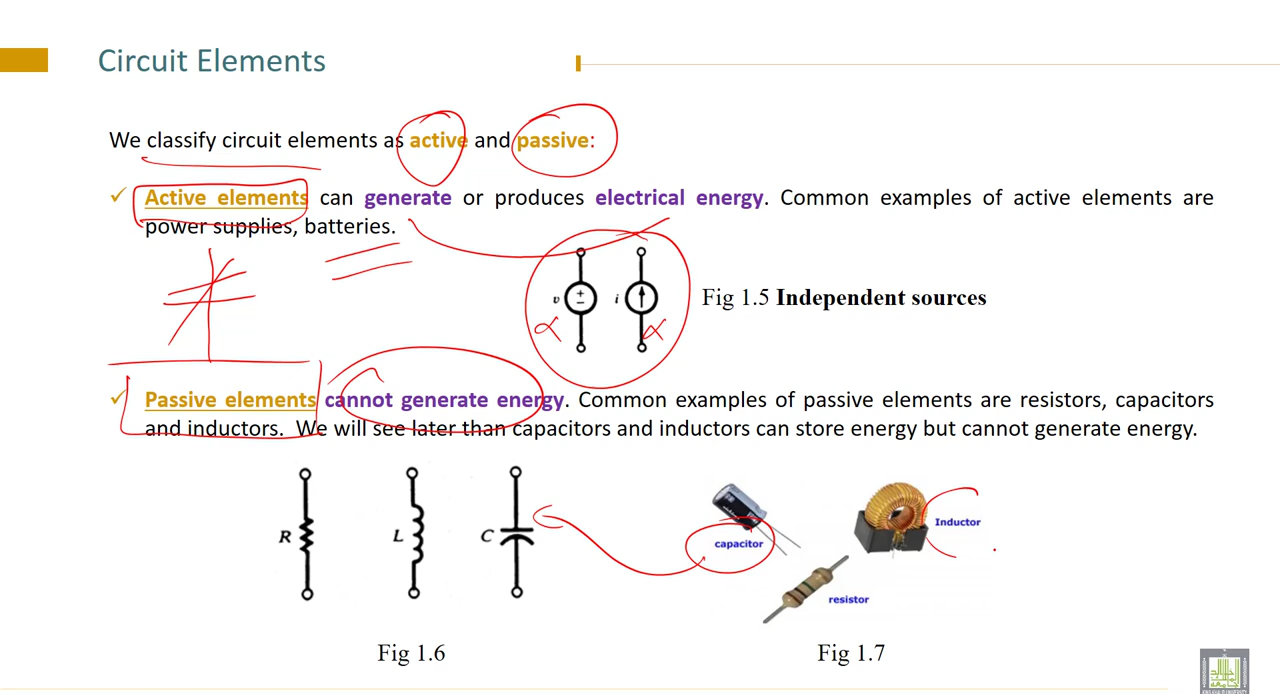 Circuit Elements
We classify circuit elements as active and passive:
✓ Active elements can generate or produces electrical energy. Common examples of active elements are
power supplies, batteries.
v + − i
Fig 1.5 Independent sources
✓ Passive elements cannot generate energy. Common examples of passive elements are resistors, capacitors
and inductors. We will see later than capacitors and inductors can store energy but cannot generate energy.
R L C
capacitor
Inductor
resistor
Fig 1.6
Fig 1.7